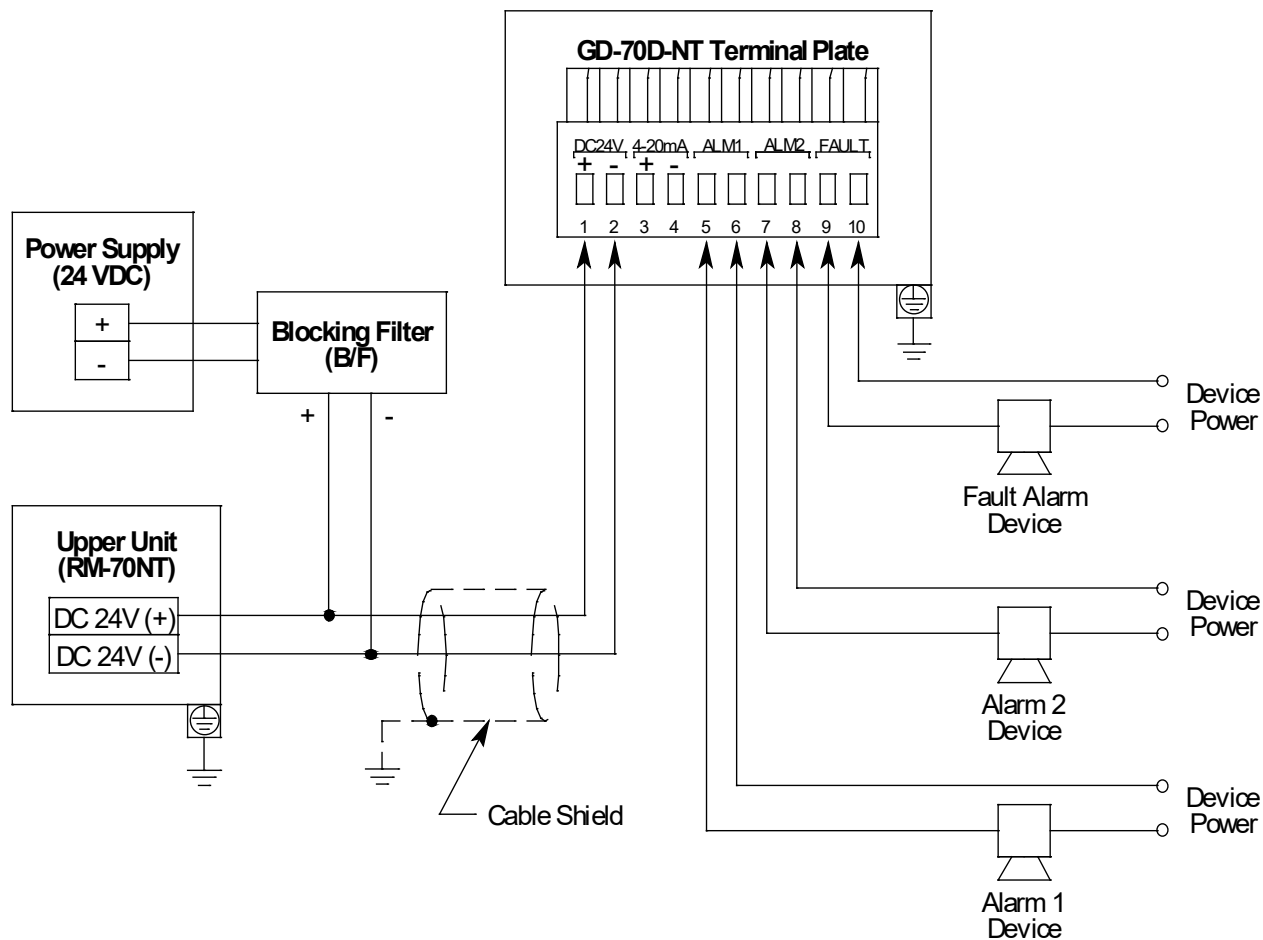 GD-70D-NT Terminal Plate
DC24V 4-20mA ALM1 ALM2 FAULT
+ - + -
1 2 3 4 5 6 7 8 9 10
Power Supply
(24 VDC)
+
-
Blocking Filter
(B/F)
+ -
Device
Power
Fault Alarm
Device
Upper Unit
(RM-70NT)
DC 24V (+)
DC 24V (-)
Device
Power
Alarm 2
Device
Cable Shield
Device
Power
Alarm 1
Device